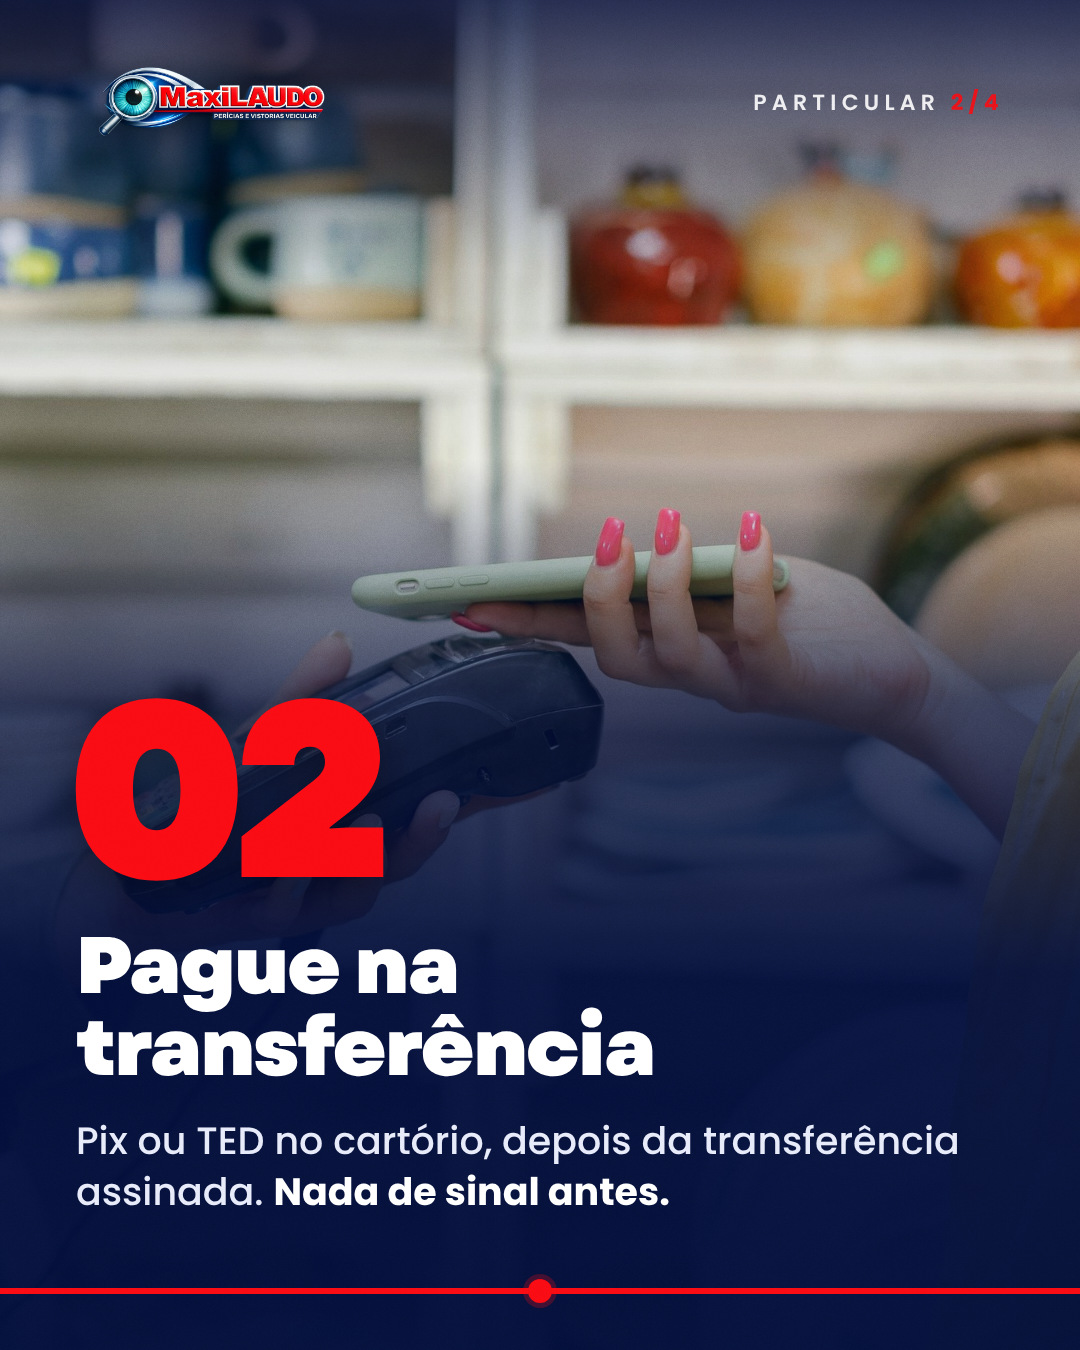 MaxiLAUDO
PERÍCIAS E VISTORIAS VEICULAR
PARTICULAR 2/4
02
Pague na
transferência
Pix ou TED no cartório, depois da transferência
assinada. Nada de sinal antes.